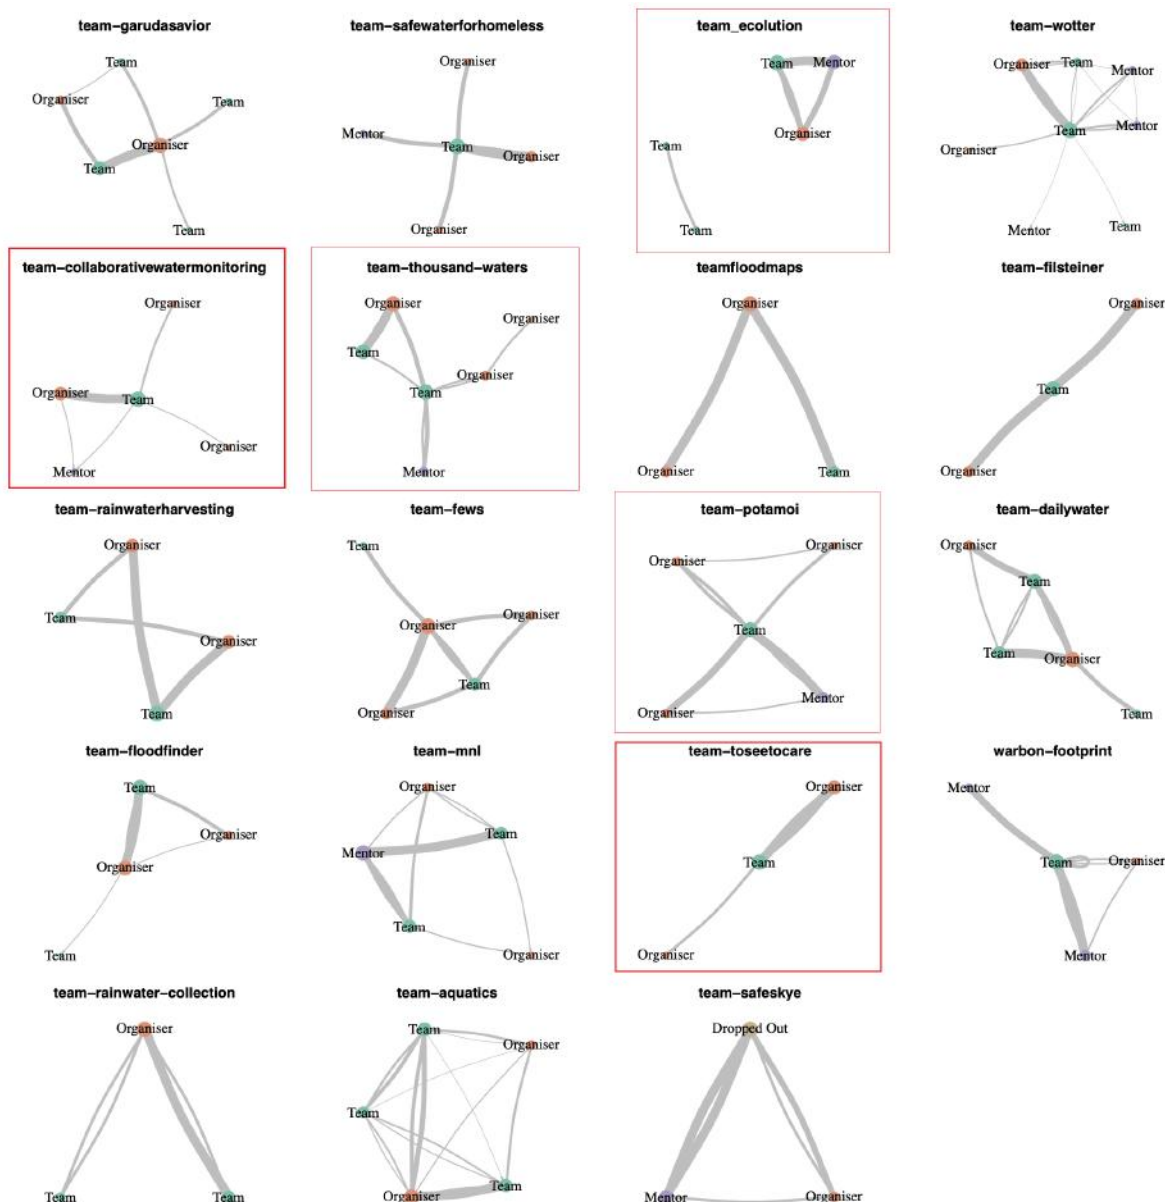 team-garudasavior
Team
Organiser
Team
Organiser
Team
Team
team-safewaterforhomeless
Organiser
Mentor
Team
Organiser
Organiser
team_ecolution
Team
Mentor
Organiser
Team
Team
team-wotter
Organiser
Team
Mentor
Mentor
Team
Organiser
Team
Mentor
team-collaborativewatermonitoring
Organiser
Organiser
Team
Organiser
Mentor
team-thousand-waters
Organiser
Organiser
Team
Organiser
Team
Mentor
teamfloodmaps
Organiser
Organiser
Team
team-filsteiner
Organiser
Team
Organiser
team-rainwaterharvesting
Organiser
Team
Organiser
Team
team-fews
Team
Organiser
Organiser
Team
Organiser
team-potamoi
Organiser
Organiser
Team
Mentor
Organiser
team-dailywater
Organiser
Team
Team
Organiser
Team
team-floodfinder
Team
Organiser
Organiser
Team
team-mnl
Organiser
Team
Mentor
Team
Organiser
team-toseetocare
Organiser
Team
Organiser
warbon-footprint
Mentor
Team
Organiser
Mentor
team-rainwater-collection
Organiser
Team
Team
team-aquatics
Team
Organiser
Team
Team
Organiser
team-safeskye
Dropped Out
Mentor
Organiser